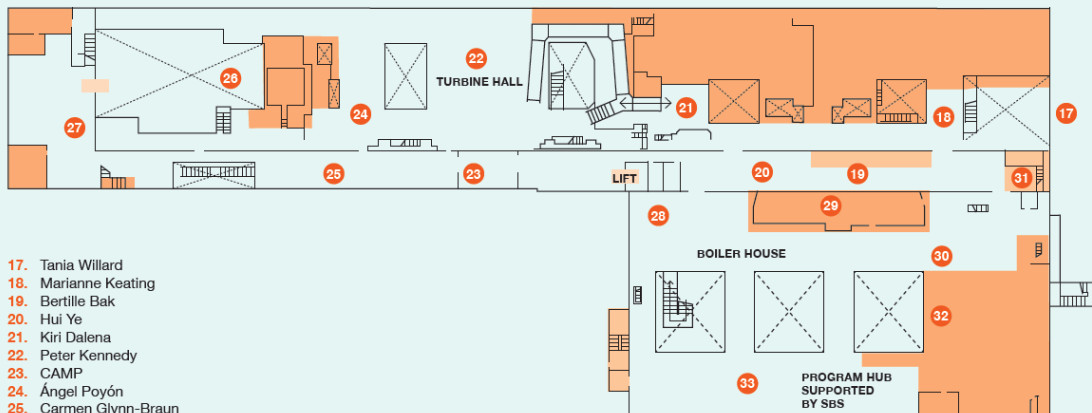 22
TURBINE HALL
26
21
24
17
18
27
25
23
LIFT
20
19
31
29
28
BOILER HOUSE
30
32
33
PROGRAM HUB
SUPPORTED
BY SBS
17. Tania Willard
18. Marianne Keating
19. Bertille Bak
20. Hui Ye
21. Kiri Dalena
22. Peter Kennedy
23. CAMP
24. Ángel Poyón
25. Carmen Glynn-Braun